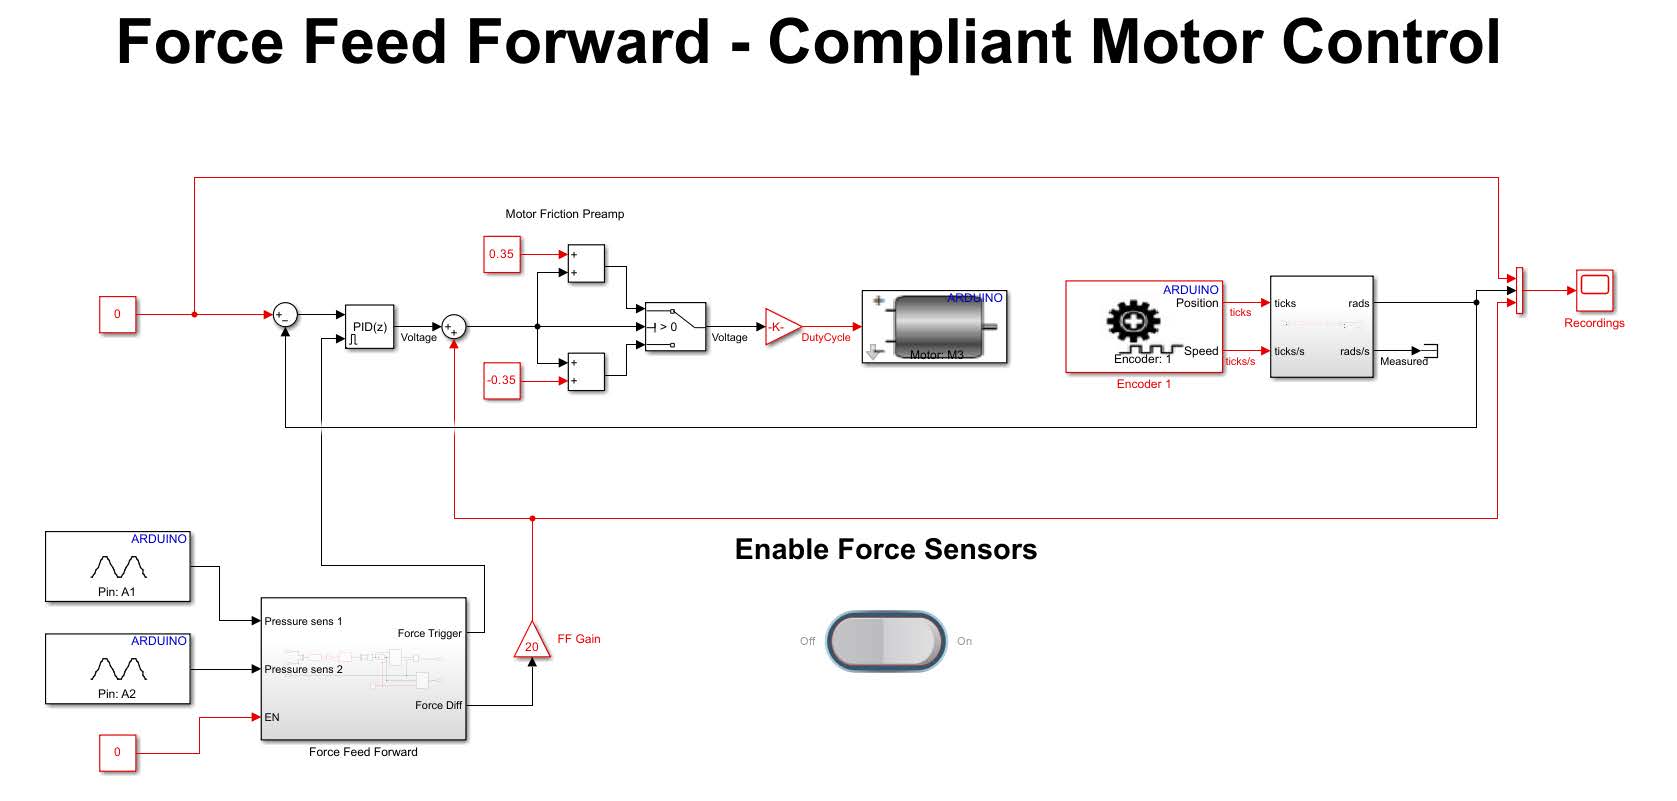 Force Feed Forward - Compliant Motor Control
Motor Friction Preamp
0.35
+
+
0
+
−
PID(z)
Voltage
+
+
> 0
Voltage
-K-
DutyCycle
ARDUINO
Motor: M3
-0.35
+
+
ARDUINO
Position
Speed
Encoder: 1
Encoder 1
ticks
ticks/s
ticks
ticks/s
rads
rads/s
Measured
Recordings
ARDUINO
Pin: A1
ARDUINO
Pin: A2
0
Pressure sens 1
Pressure sens 2
EN
Force Trigger
Force Diff
Force Feed Forward
20
FF Gain
Enable Force Sensors
Off
On